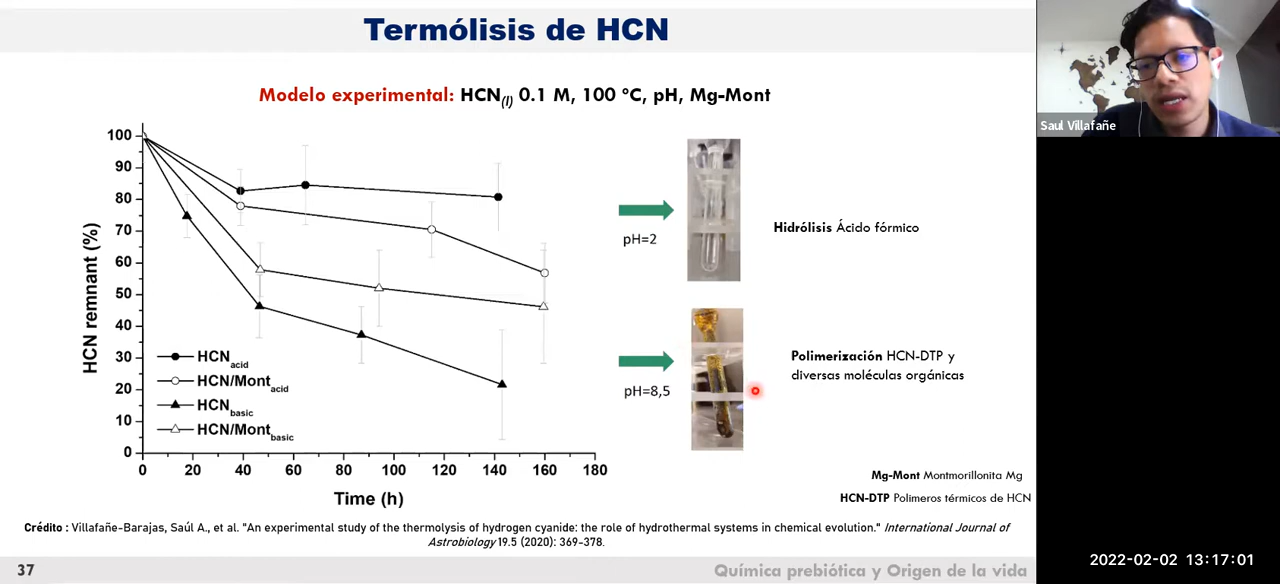 Termólisis de HCN
Modelo experimental: HCN(l) 0.1 M, 100 °C, pH, Mg-Mont
Saul Villafañe
HCN remnant (%)
100
90
80
70
60
50
40
30
20
10
0
HCNacid
HCN/Montacid
HCNbasic
HCN/Montbasic
0 20 40 60 80 100 120 140 160 180
Time (h)
pH=2
Hidrólisis Ácido fórmico
pH=8,5
Polimerización HCN-DTP y
diversas moléculas orgánicas
Mg-Mont Montmorillonita Mg
HCN-DTP Polimeros térmicos de HCN
Crédito : Villafañe-Barajas, Saúl A., et al. "An experimental study of the thermolysis of hydrogen cyanide: the role of hydrothermal systems in chemical evolution." International Journal of
Astrobiology 19.5 (2020): 369-378.
37
Química prebiótica y Origen de la vida
2022-02-02 13:17:01